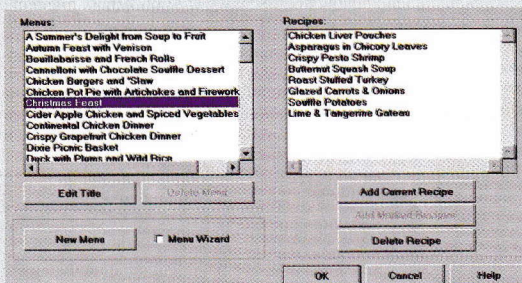 Menus:
A Summer's Delight from Soup to Fruit
Autumn Feast with Venison
Bouillabaisse and French Rolls
Cannelloni with Chocolate Souffle Dessert
Chicken Burgers and 'Slaw
Chicken Pot Pie with Artichokes and Firework
Christmas Feast
Cider Apple Chicken and Spiced Vegetables
Continental Chicken Dinner
Crispy Grapefruit Chicken Dinner
Dixie Picnic Basket
Duck with Plums and Wild Rice
Edit Title
Delete Menu
New Menu
Menu Wizard
Recipes:
Chicken Liver Pouches
Asparagus in Chicory Leaves
Crispy Pesto Shrimp
Butternut Squash Soup
Roast Stuffed Turkey
Glazed Carrots & Onions
Souffle Potatoes
Lime & Tangerine Gateau
Add Current Recipe
Add Marked Recipes
Delete Recipe
OK
Cancel
Help